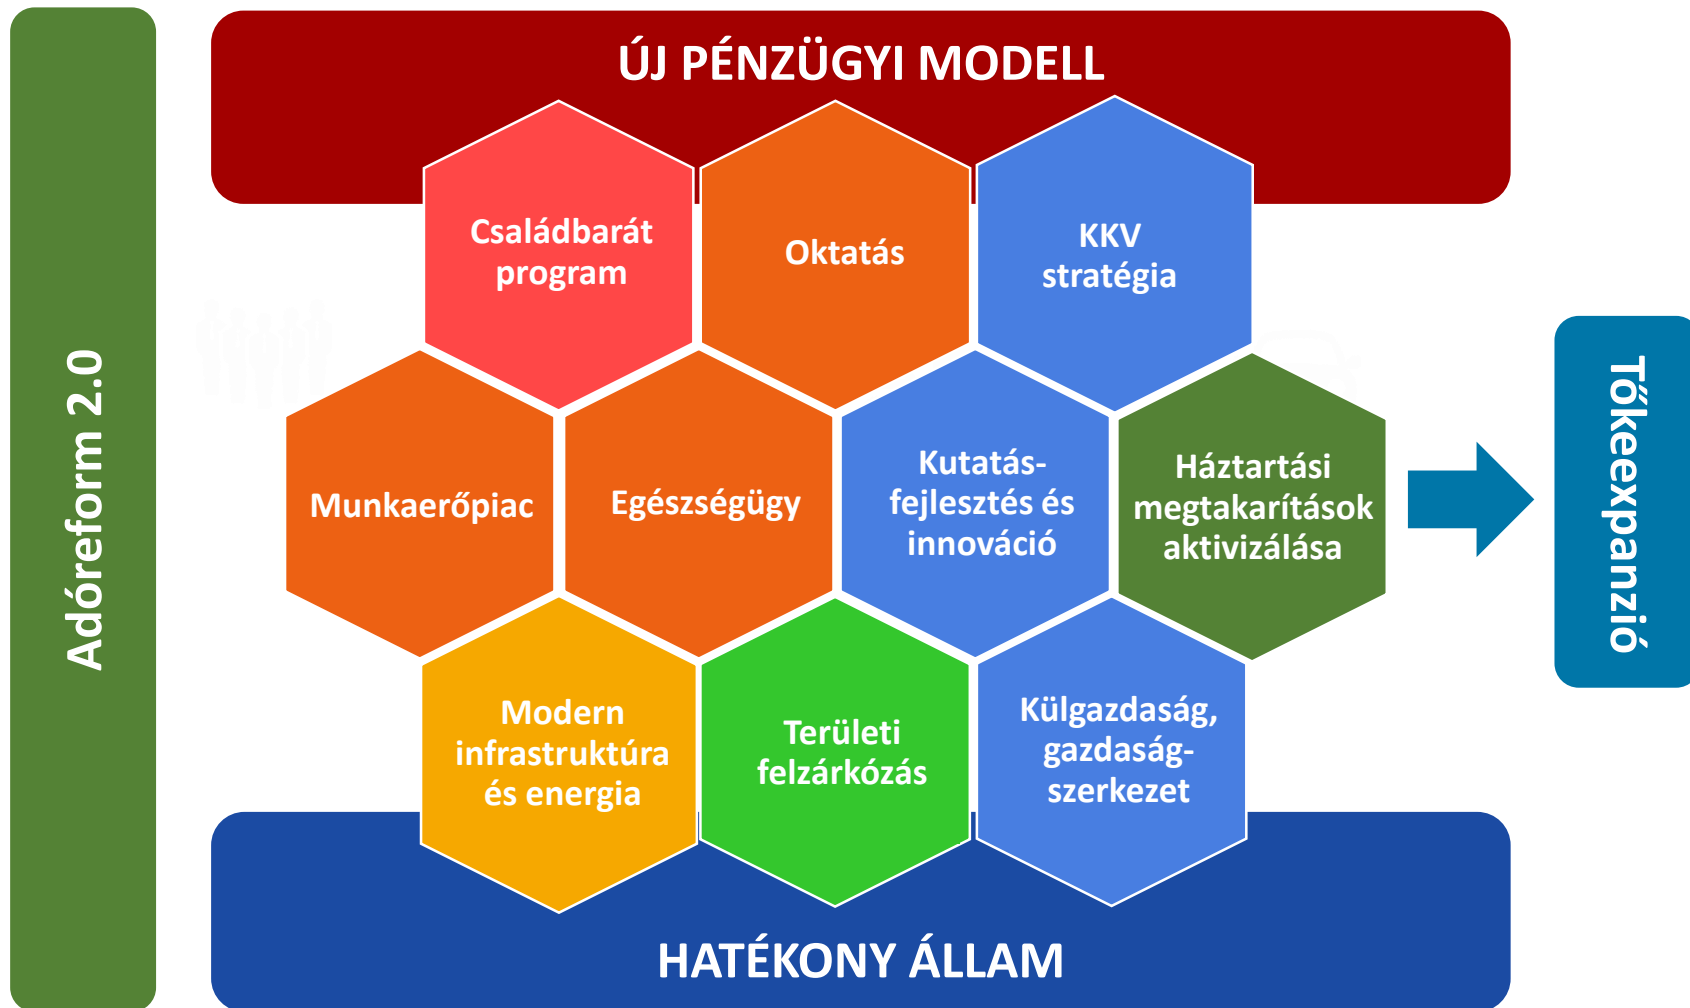 Adóreform 2.0
ÚJ PÉNZÜGYI MODELL
Családbarát
program
Oktatás
KKV
stratégia
Munkaerőpiac
Egészségügy
Kutatás-
fejlesztés és
innováció
Háztartási
megtakarítások
aktivizálása
Modern
infrastruktúra
és energia
Területi
felzárkózás
Külgazdaság,
gazdaság-
szerkezet
HATÉKONY ÁLLAM
Tőkeexpanzió